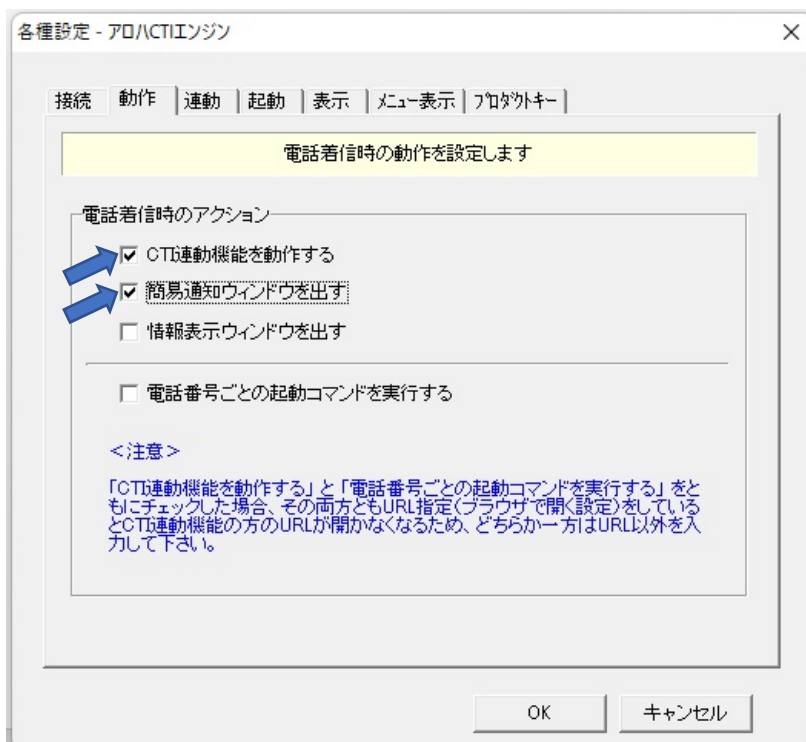 各種設定 - アロハCTIエンジン
接続 動作 連動 起動 表示 メニュー表示 プロダクトキー
電話着信時の動作を設定します
電話着信時のアクション
CTI連動機能を動作する
簡易通知ウィンドウを出す
情報表示ウィンドウを出す
電話番号ごとの起動コマンドを実行する
<注意>
「CTI連動機能を動作する」と「電話番号ごとの起動コマンドを実行する」をと
もにチェックした場合、その両方ともURL指定(ブラウザで開く設定)をしている
とCTI連動機能の方のURLが開かなくなるため、どちらか一方はURL以外を入
力して下さい。
OK キャンセル